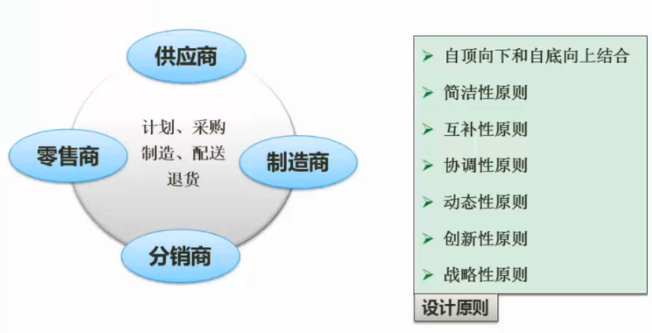 供应商
计划、采购
制造、配送
退货
零售商
制造商
分销商
自顶向下和自底向上结合
简洁性原则
互补性原则
协调性原则
动态性原则
创新性原则
战略性原则
设计原则